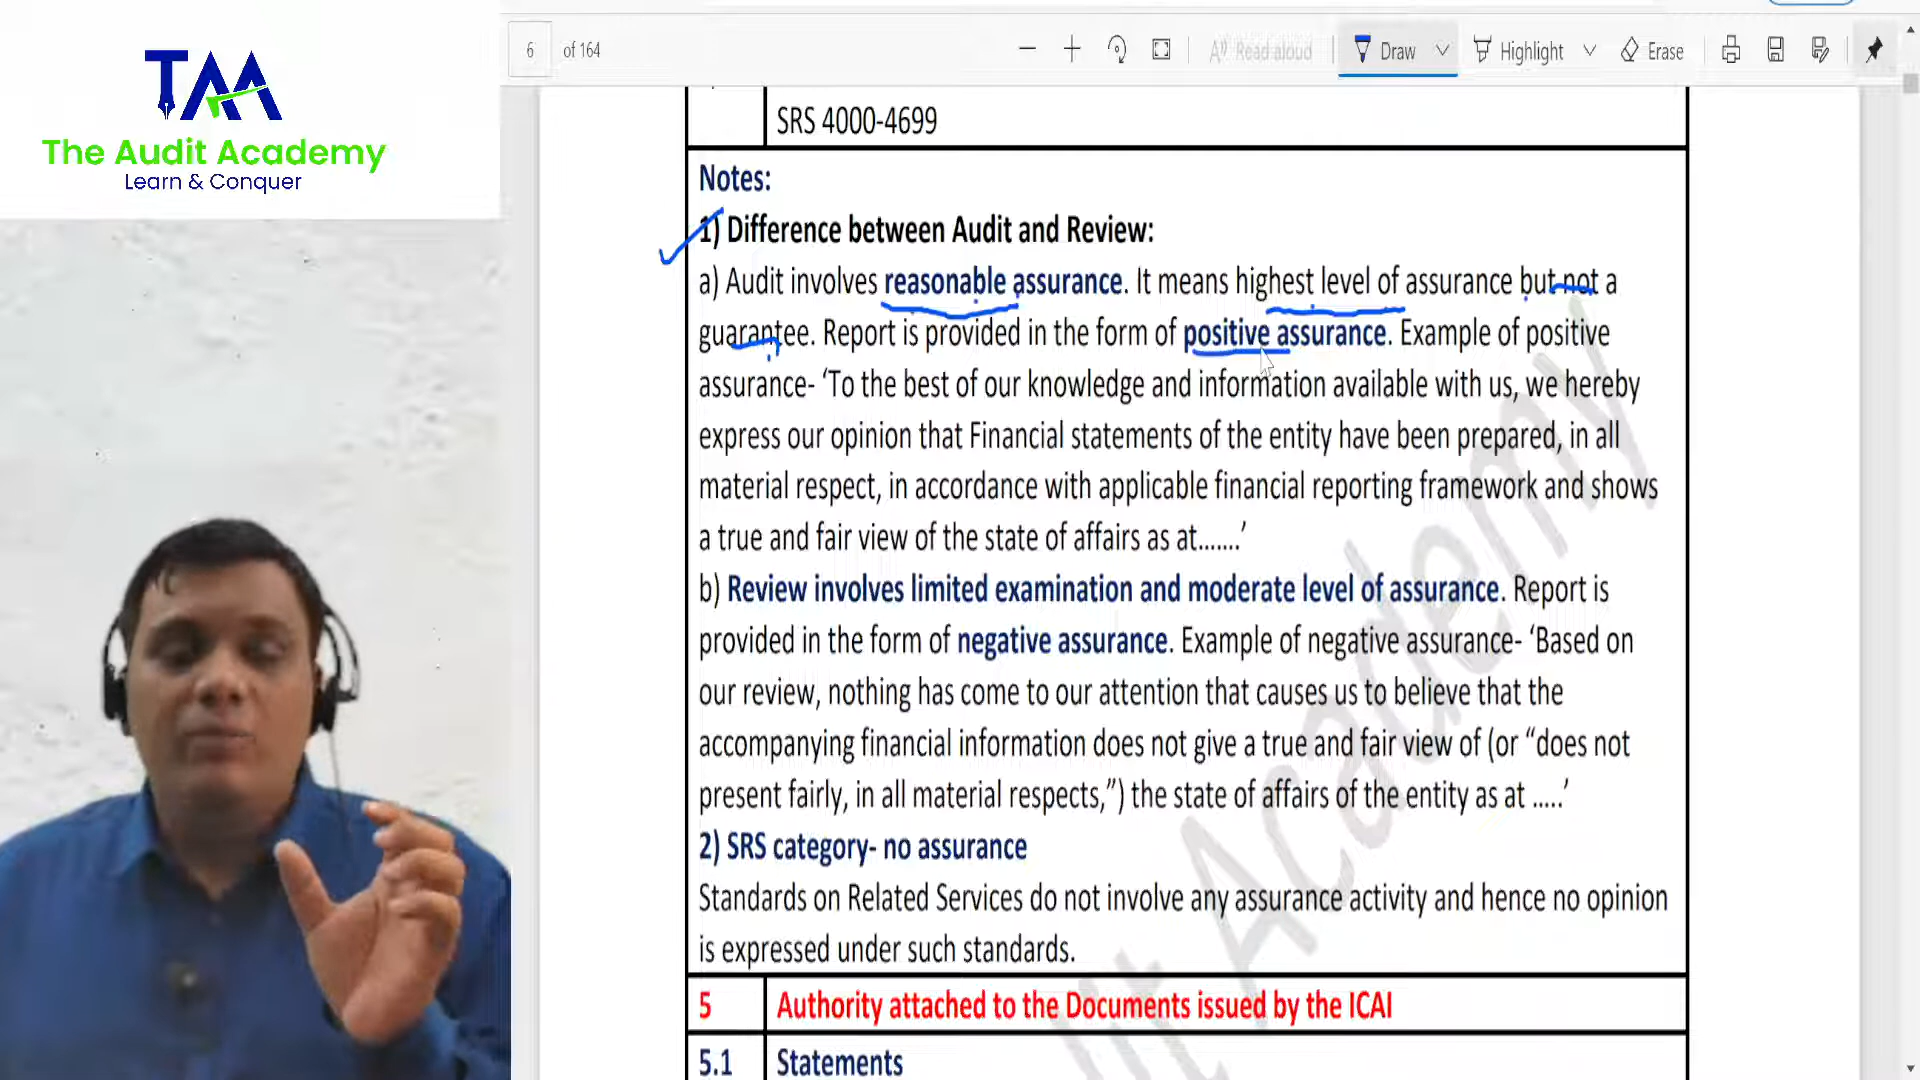 TAA
The Audit Academy
Learn & Conquer
6 of 164
Read aloud
Draw
Highlight
Erase
SRS 4000-4699
Notes:
1) Difference between Audit and Review:
a) Audit involves reasonable assurance. It means highest level of assurance but not a
guarantee. Report is provided in the form of positive assurance. Example of positive
assurance- ‘To the best of our knowledge and information available with us, we hereby
express our opinion that Financial statements of the entity have been prepared, in all
material respect, in accordance with applicable financial reporting framework and shows
a true and fair view of the state of affairs as at.......’
b) Review involves limited examination and moderate level of assurance. Report is
provided in the form of negative assurance. Example of negative assurance- ‘Based on
our review, nothing has come to our attention that causes us to believe that the
accompanying financial information does not give a true and fair view of (or “does not
present fairly, in all material respects,”) the state of affairs of the entity as at .....’
2) SRS category- no assurance
Standards on Related Services do not involve any assurance activity and hence no opinion
is expressed under such standards.
5 Authority attached to the Documents issued by the ICAI
5.1 Statements